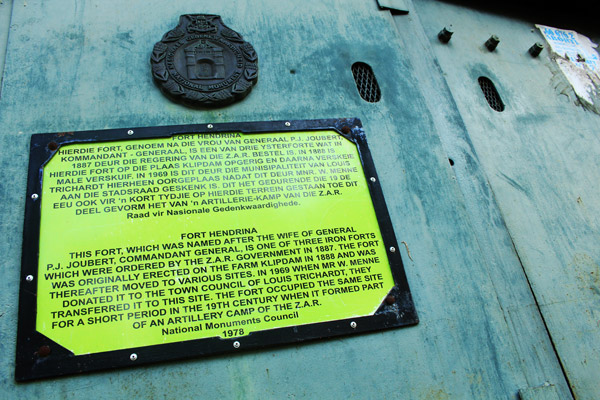 FORT HENDRINA
HIERDIE FORT, GENOEM NA DIE VROU VAN GENERAAL P.J. JOUBERT
KOMMANDANT - GENERAAL, IS EEN VAN DRIE YSTERFORTE WAT IN
1887 DEUR DIE REGERING VAN DIE Z.A.R. BESTEL IS. IN 1888 IS
HIERDIE FORT OP DIE PLAAS KLIPDAM OPGERIG EN DAARNA VERSKEIE
MALE VERSKUIF. IN 1969 IS DIT DEUR DIE MUNISIPALITEIT VAN LOUIS
TRICHARDT HIERHEEN OORGEPLAAS NADAT DIT DEUR MNR. W. MENNE
AAN DIE STADSRAAD GESKENK IS. DIT HET GEDURENDE DIE 19 DE
EEU OOK VIR 'n KORT TYDJIE OP HIERDIE TERREIN GESTAAN TOE DIT
DEEL GEVORM HET VAN 'n ARTILLERIE-KAMP VAN DIE Z.A.R.
Raad vir Nasionale Gedenkwaardighede.
FORT HENDRINA
THIS FORT, WHICH WAS NAMED AFTER THE WIFE OF GENERAL
P.J. JOUBERT, COMMANDANT GENERAL, IS ONE OF THREE IRON FORTS
WHICH WERE ORDERED BY THE Z.A.R. GOVERNMENT IN 1887. THE FORT
WAS ORIGINALLY ERECTED ON THE FARM KLIPDAM IN 1888 AND WAS
THEREAFTER MOVED TO VARIOUS SITES. IN 1969 WHEN MR W. MENNE
DONATED IT TO THE TOWN COUNCIL OF LOUIS TRICHARDT, THEY
TRANSFERRED IT TO THIS SITE. THE FORT OCCUPIED THE SAME SITE
FOR A SHORT PERIOD IN THE 19TH CENTURY WHEN IT FORMED PART
OF AN ARTILLERY CAMP OF THE Z.A.R.
National Monuments Council
1978